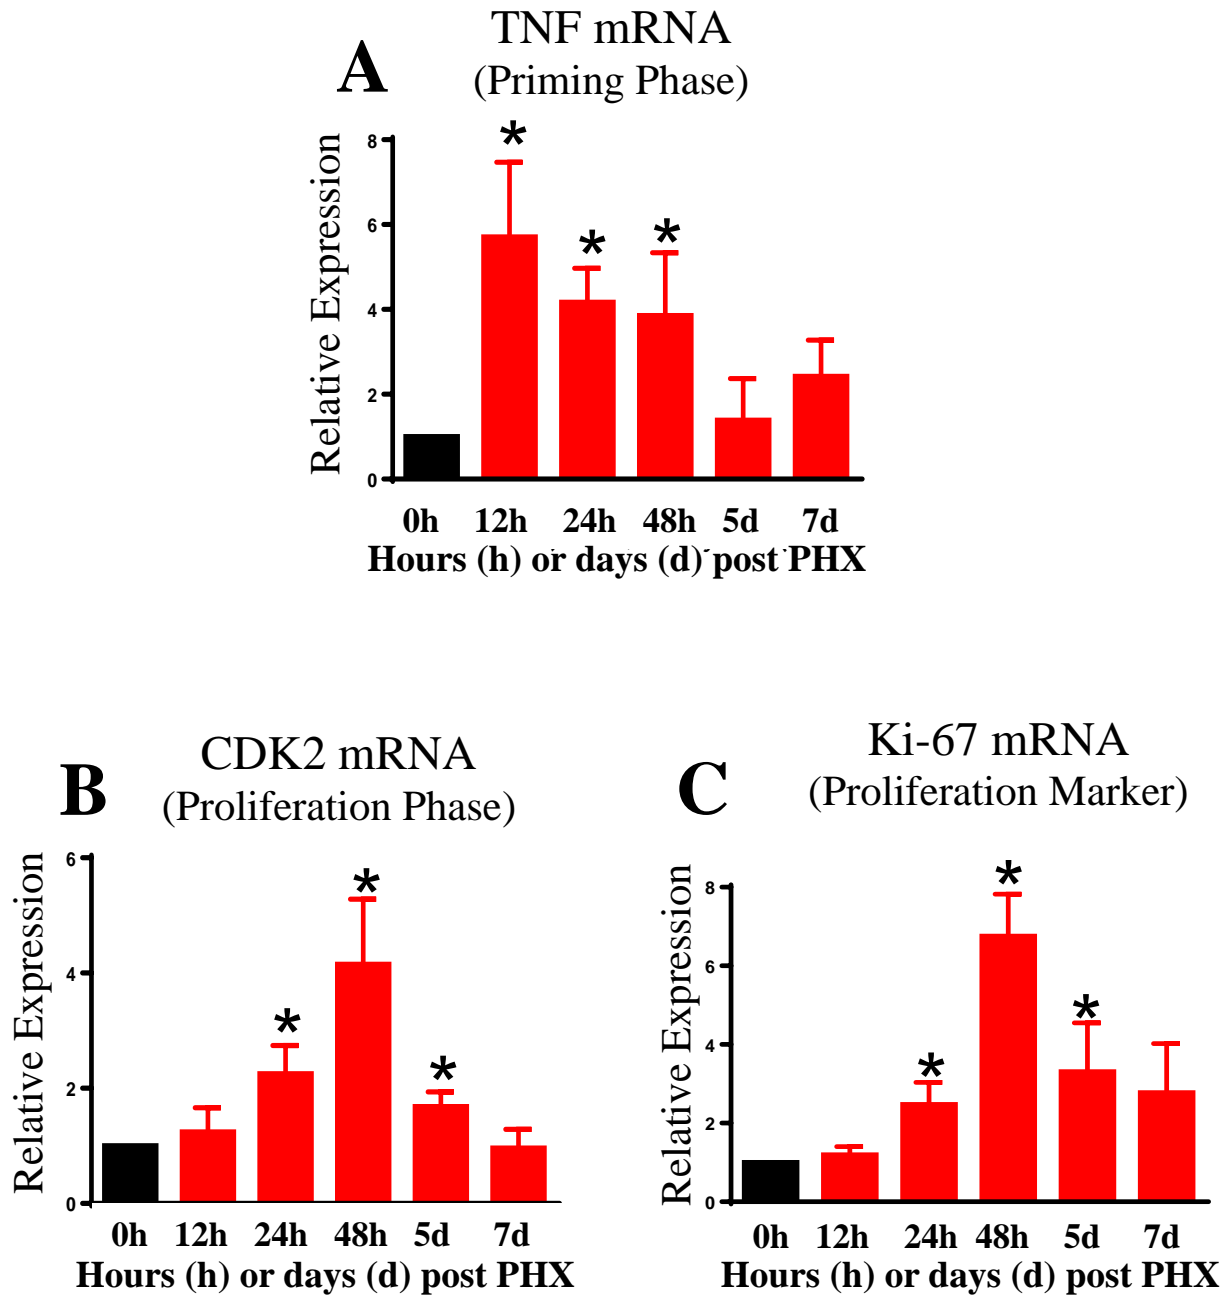 TNF mRNA
(Priming Phase)
A
Relative Expression
8
6
4
2
0
* * *
0h 12h 24h 48h 5d 7d
Hours (h) or days (d) post PHX
CDK2 mRNA
(Proliferation Phase)
B
Relative Expression
6
4
2
0
* * *
0h 12h 24h 48h 5d 7d
Hours (h) or days (d) post PHX
Ki-67 mRNA
(Proliferation Marker)
C
Relative Expression
8
6
4
2
0
* * *
0h 12h 24h 48h 5d 7d
Hours (h) or days (d) post PHX